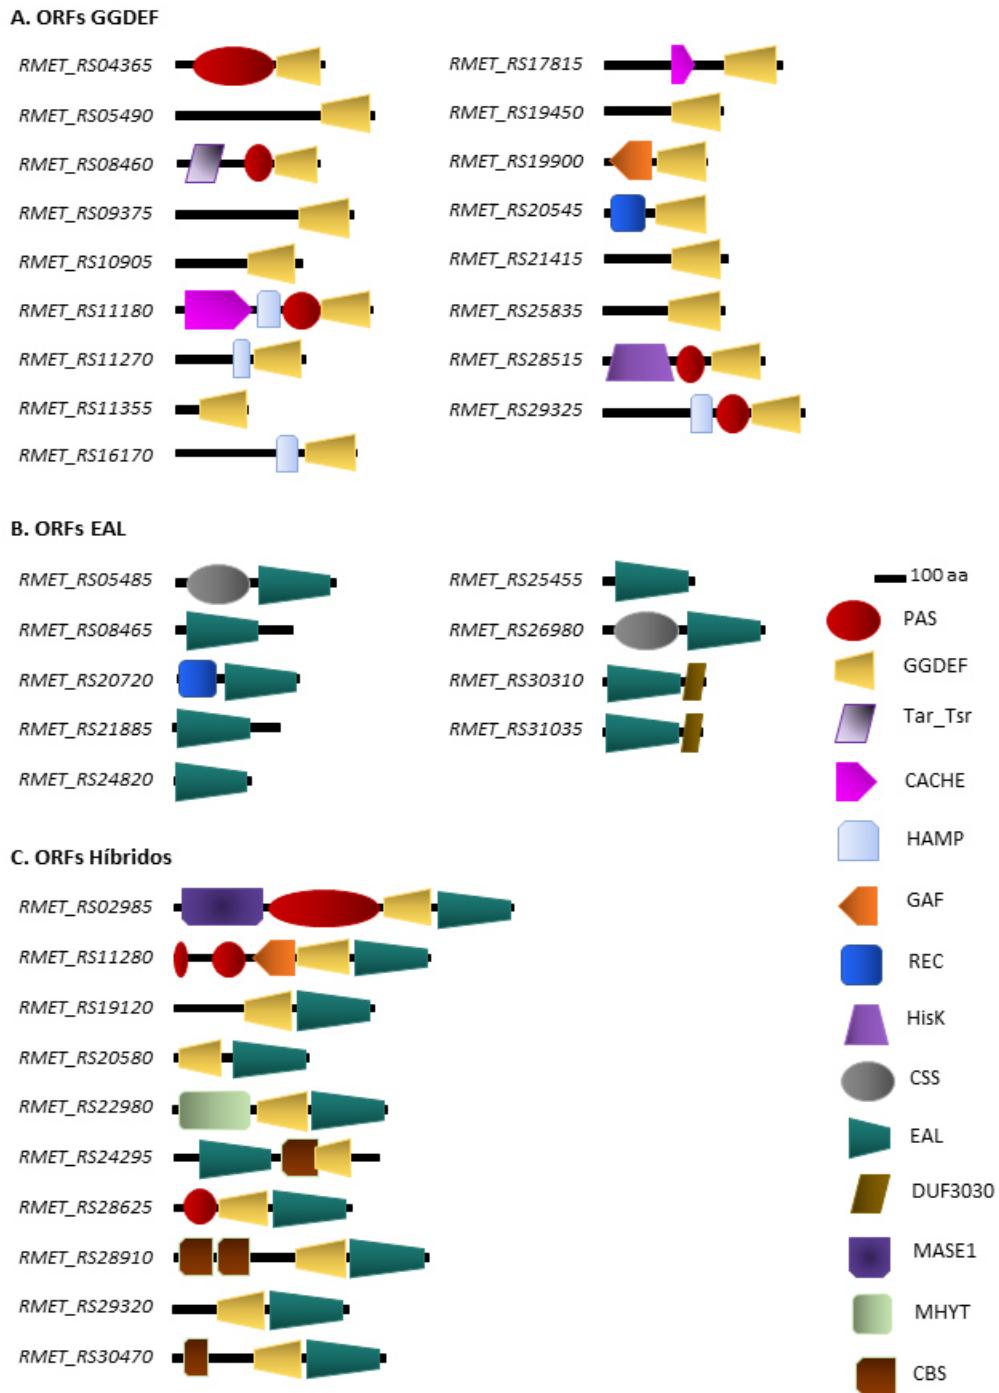 A. ORFs GGDEF
RMET_RS04365
RMET_RS05490
RMET_RS08460
RMET_RS09375
RMET_RS10905
RMET_RS11180
RMET_RS11270
RMET_RS11355
RMET_RS16170
RMET_RS17815
RMET_RS19450
RMET_RS19900
RMET_RS20545
RMET_RS21415
RMET_RS25835
RMET_RS28515
RMET_RS29325
B. ORFs EAL
RMET_RS05485
RMET_RS08465
RMET_RS20720
RMET_RS21885
RMET_RS24820
RMET_RS25455
RMET_RS26980
RMET_RS30310
RMET_RS31035
C. ORFs Híbridos
RMET_RS02985
RMET_RS11280
RMET_RS19120
RMET_RS20580
RMET_RS22980
RMET_RS24295
RMET_RS28625
RMET_RS28910
RMET_RS29320
RMET_RS30470
100 aa
PAS
GGDEF
Tar_Tsr
CACHE
HAMP
GAF
REC
HisK
CSS
EAL
DUF3030
MASE1
MHYT
CBS